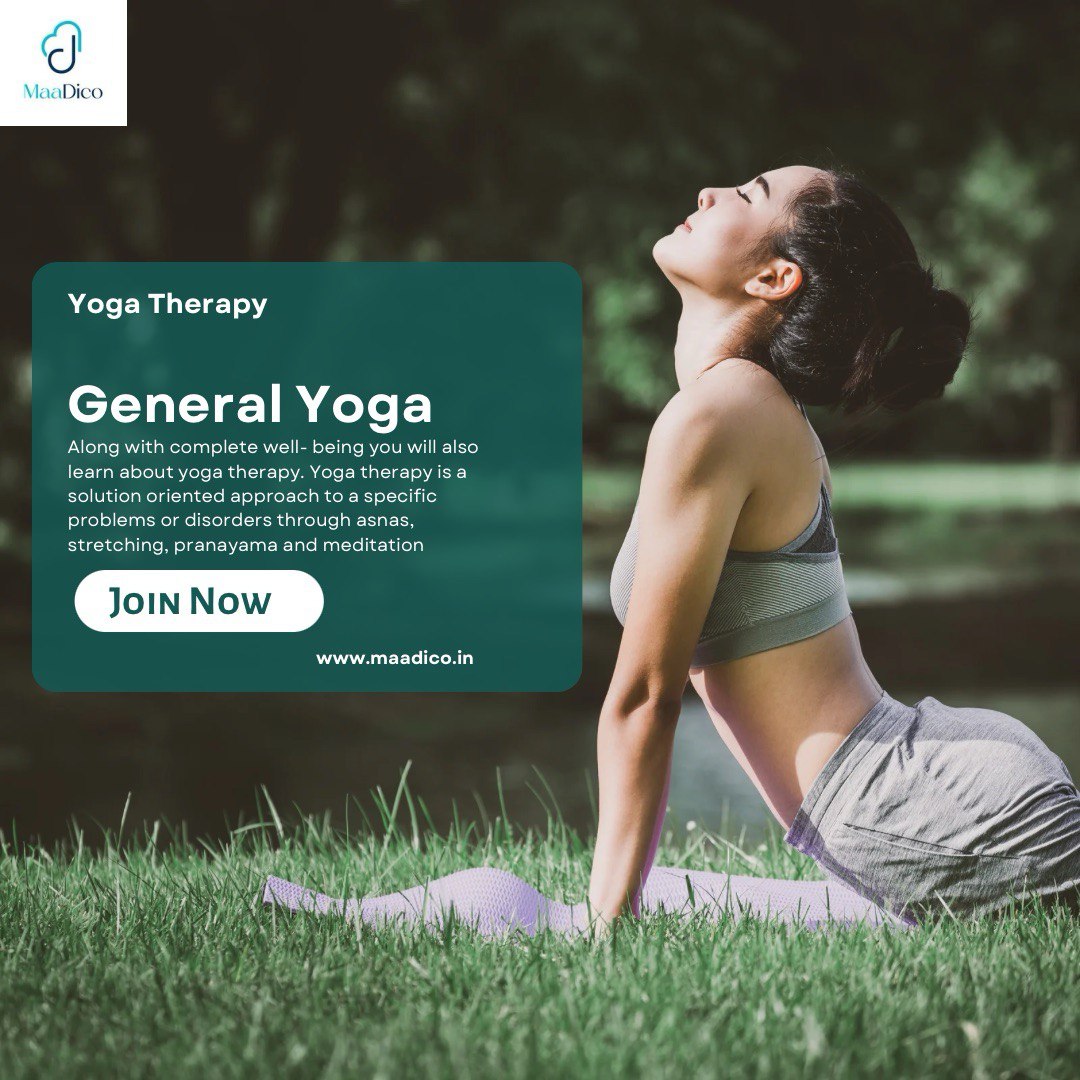 MaaDico
Yoga Therapy
General Yoga
Along with complete well- being you will also
learn about yoga therapy. Yoga therapy is a
solution oriented approach to a specific
problems or disorders through asnas,
stretching, pranayama and meditation
Join Now
www.maadico.in